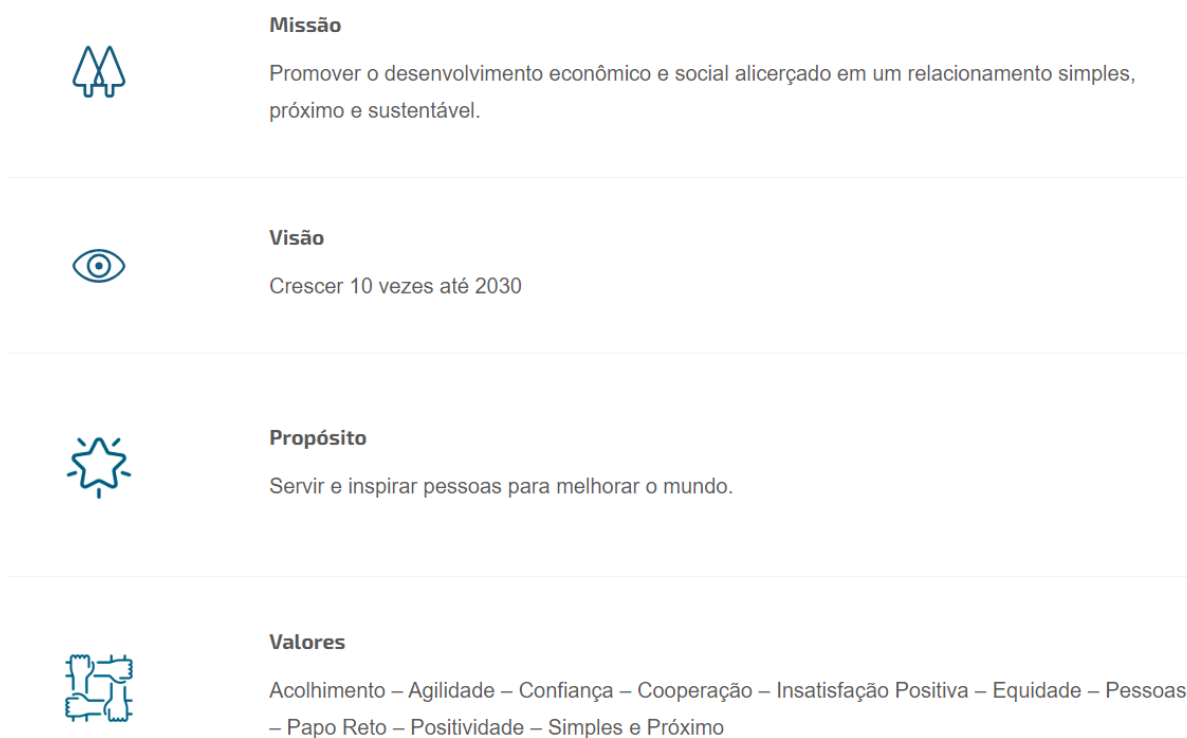 Missão
Promover o desenvolvimento econômico e social alicerçado em um relacionamento simples,
próximo e sustentável.
Visão
Crescer 10 vezes até 2030
Propósito
Servir e inspirar pessoas para melhorar o mundo.
Valores
Acolhimento – Agilidade – Confiança – Cooperação – Insatisfação Positiva – Equidade – Pessoas
– Papo Reto – Positividade – Simples e Próximo